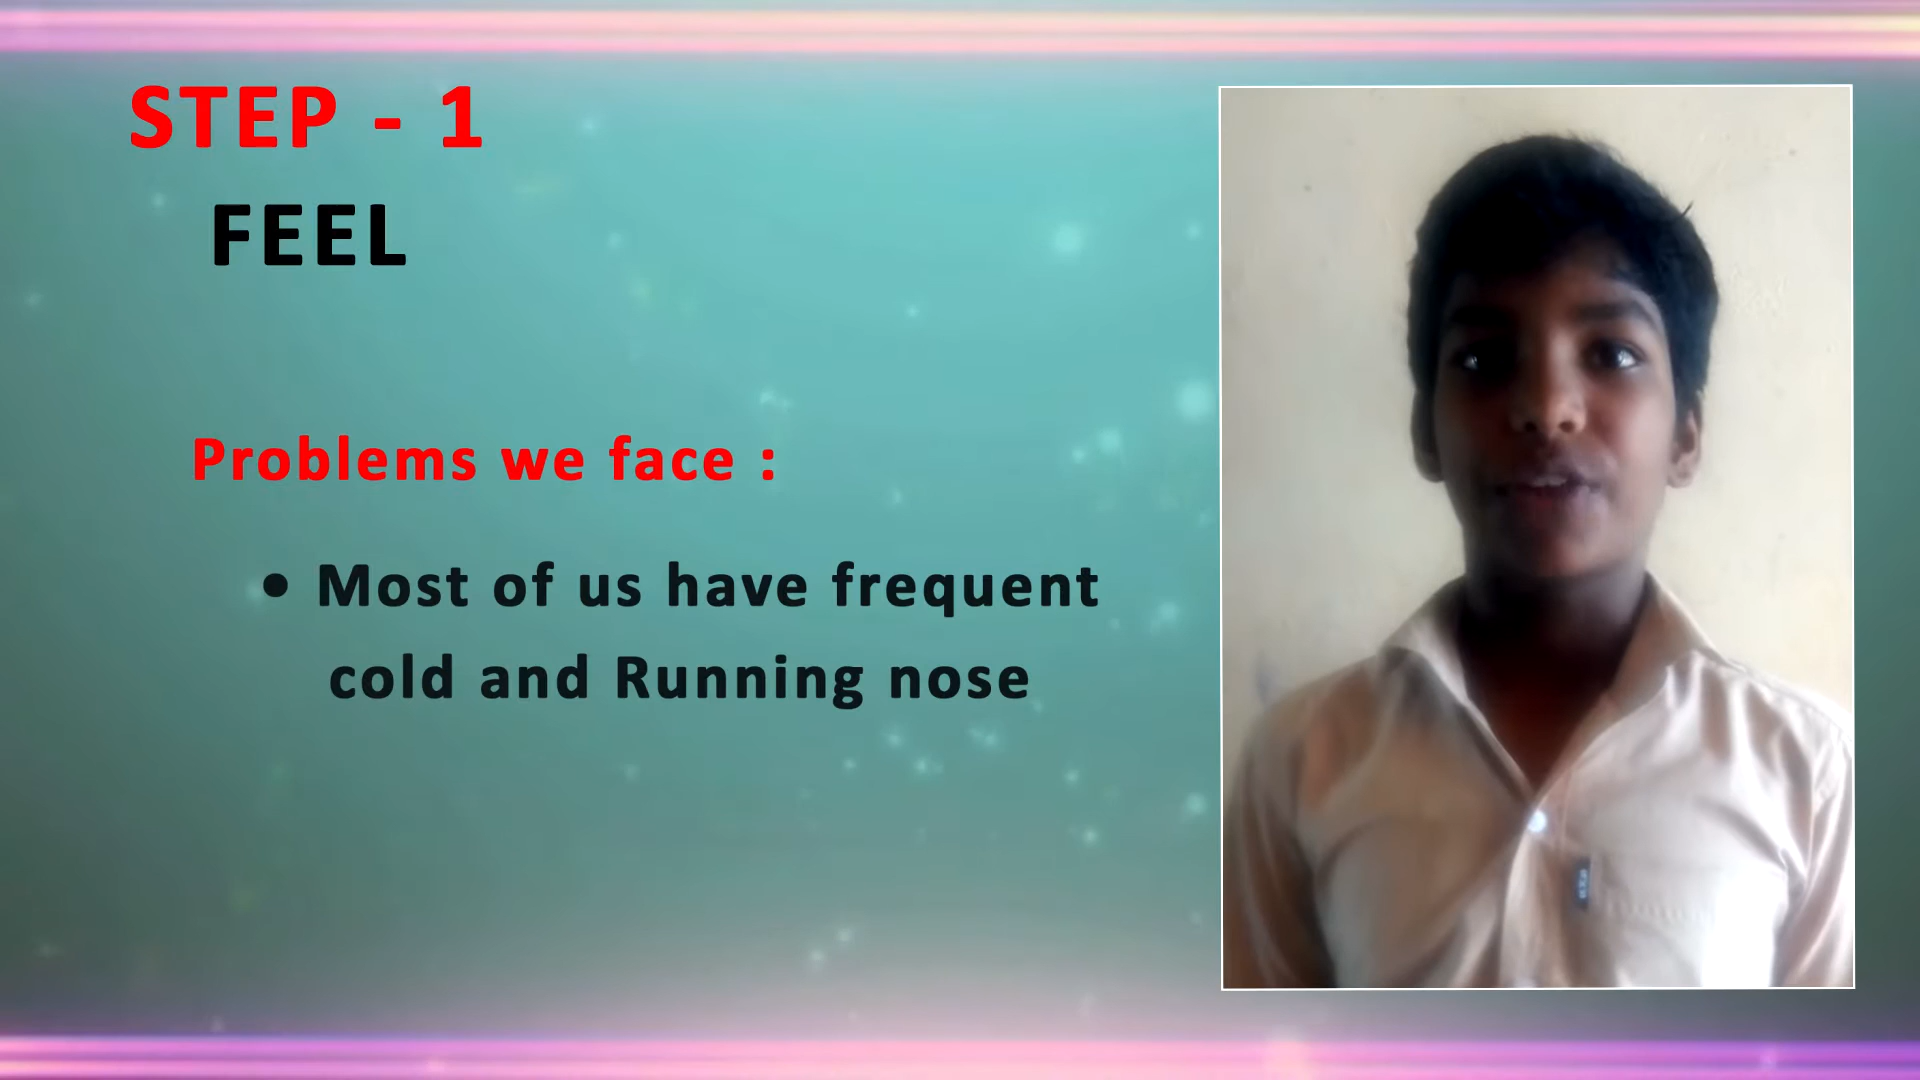 STEP - 1
FEEL
Problems we face :
• Most of us have frequent
cold and Running nose